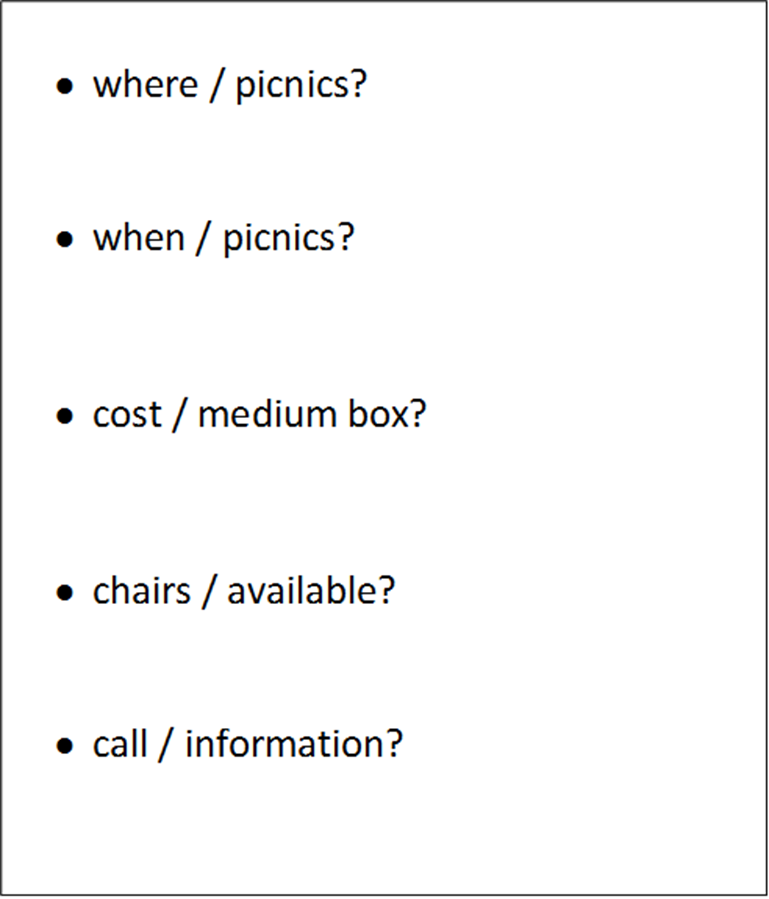 • where / picnics?
• when / picnics?
• cost / medium box?
• chairs / available?
• call / information?